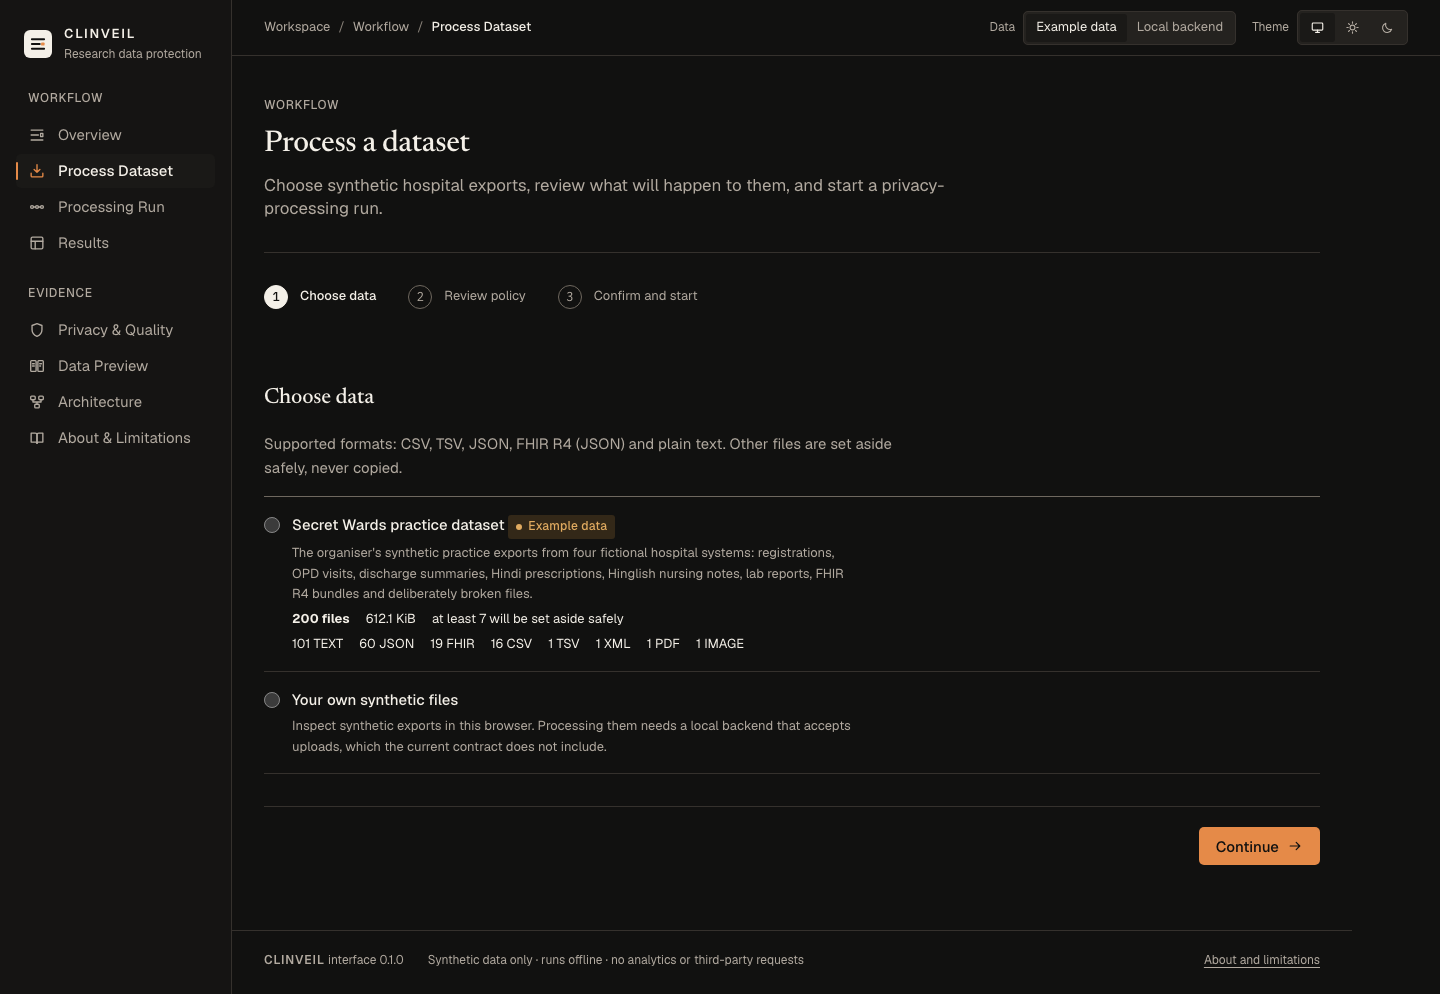 CLINVEIL
Research data protection
WORKFLOW
Overview
Process Dataset
Processing Run
Results
EVIDENCE
Privacy & Quality
Data Preview
Architecture
About & Limitations
Workspace / Workflow / Process Dataset
Data Example data Local backend Theme
WORKFLOW
Process a dataset
Choose synthetic hospital exports, review what will happen to them, and start a privacy-
processing run.
1 Choose data 2 Review policy 3 Confirm and start
Choose data
Supported formats: CSV, TSV, JSON, FHIR R4 (JSON) and plain text. Other files are set aside
safely, never copied.
Secret Wards practice dataset Example data
The organiser's synthetic practice exports from four fictional hospital systems: registrations,
OPD visits, discharge summaries, Hindi prescriptions, Hinglish nursing notes, lab reports, FHIR
R4 bundles and deliberately broken files.
200 files 612.1 KiB at least 7 will be set aside safely
101 TEXT 60 JSON 19 FHIR 16 CSV 1 TSV 1 XML 1 PDF 1 IMAGE
Your own synthetic files
Inspect synthetic exports in this browser. Processing them needs a local backend that accepts
uploads, which the current contract does not include.
Continue
CLINVEIL interface 0.1.0 Synthetic data only · runs offline · no analytics or third-party requests About and limitations